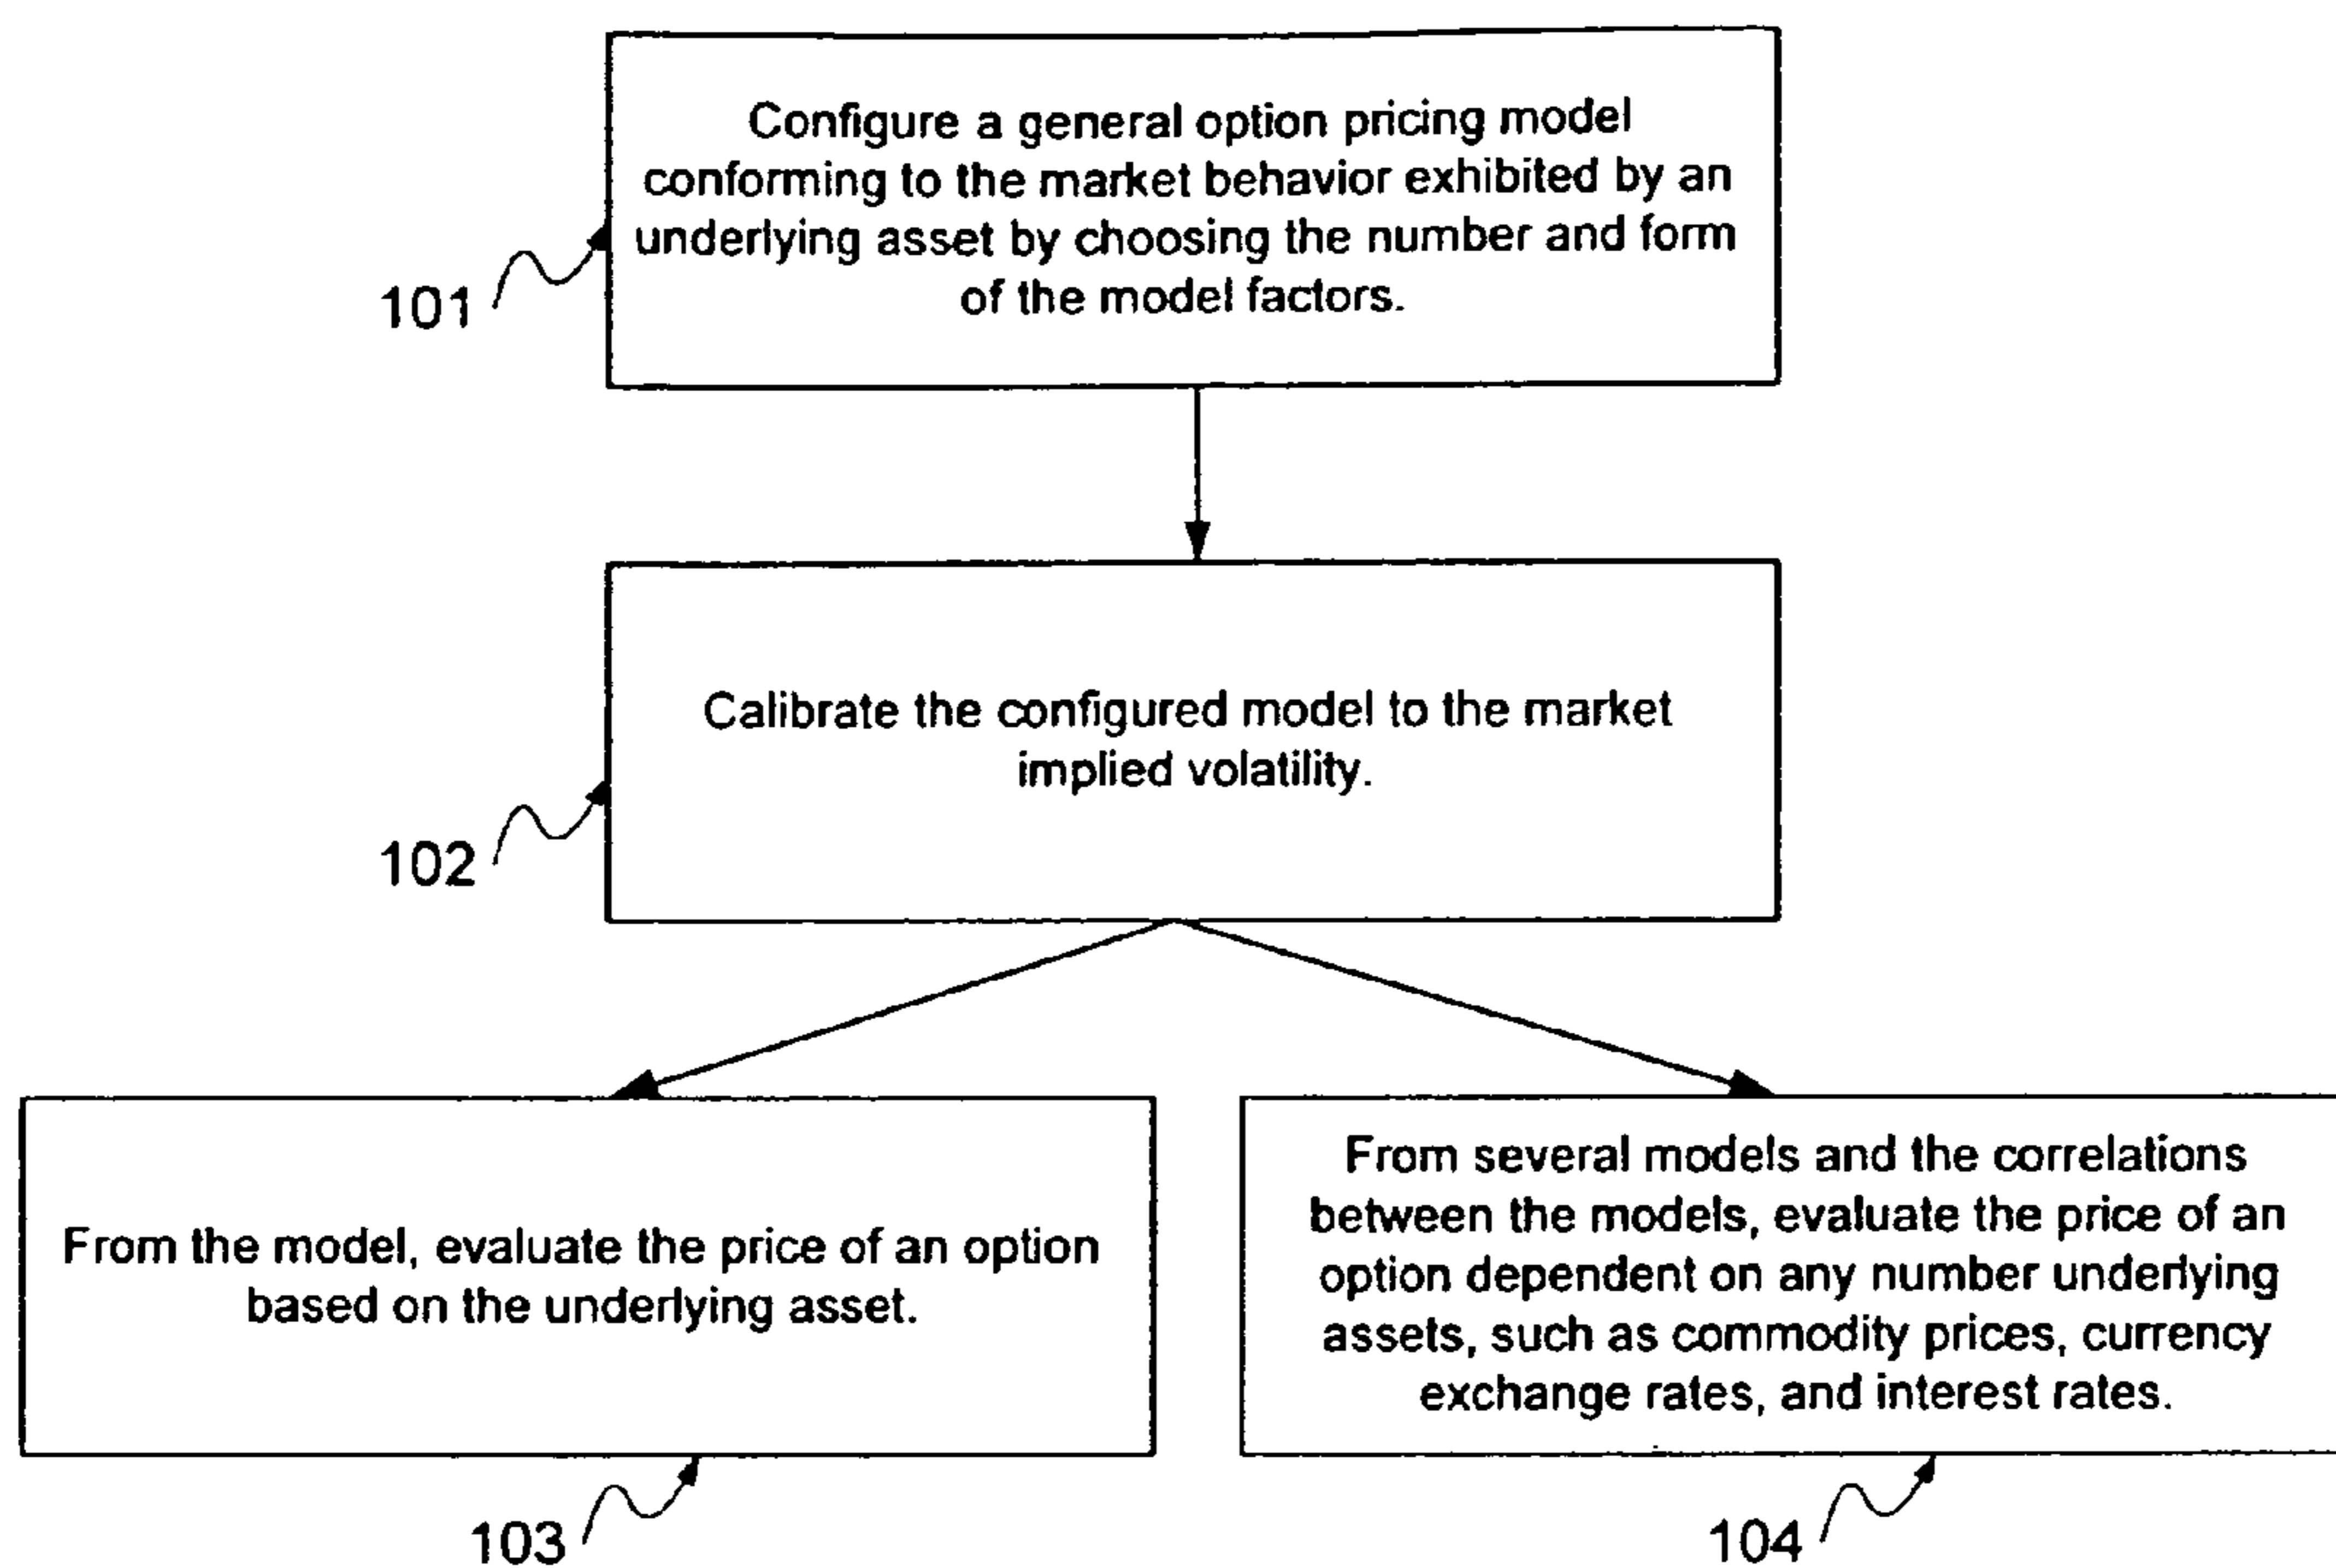 Configure a general option pricing model
conforming to the market behavior exhibited by an
underlying asset by choosing the number and form
of the model factors.
101
Calibrate the configured model to the market
implied volatility.
102
From the model, evaluate the price of an option
based on the underlying asset.
103
From several models and the correlations
between the models, evaluate the price of an
option dependent on any number underlying
assets, such as commodity prices, currency
exchange rates, and interest rates.
104